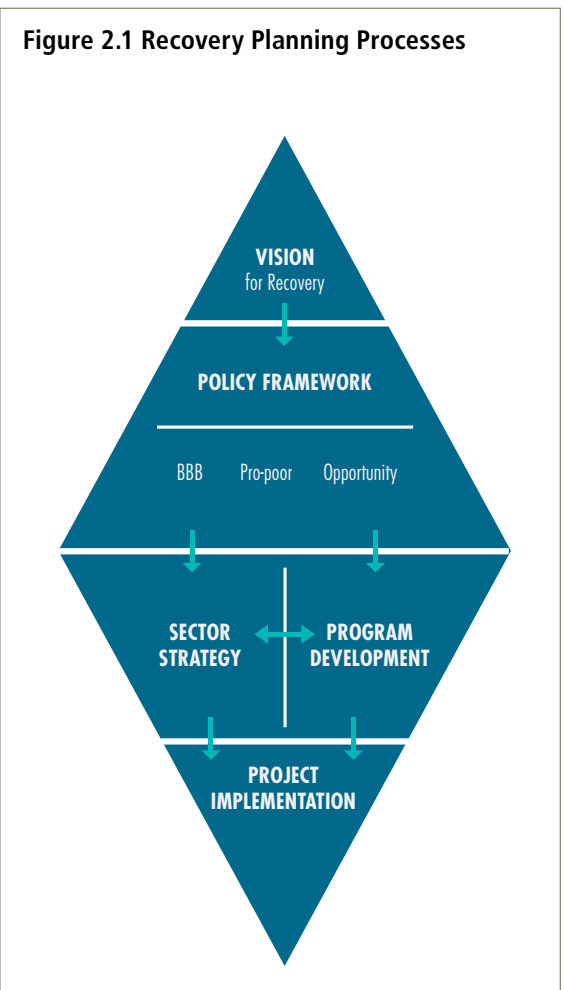 Figure 2.1 Recovery Planning Processes
VISION
for Recovery
POLICY FRAMEWORK
BBB Pro-poor Opportunity
SECTOR
STRATEGY
PROGRAM
DEVELOPMENT
PROJECT
IMPLEMENTATION